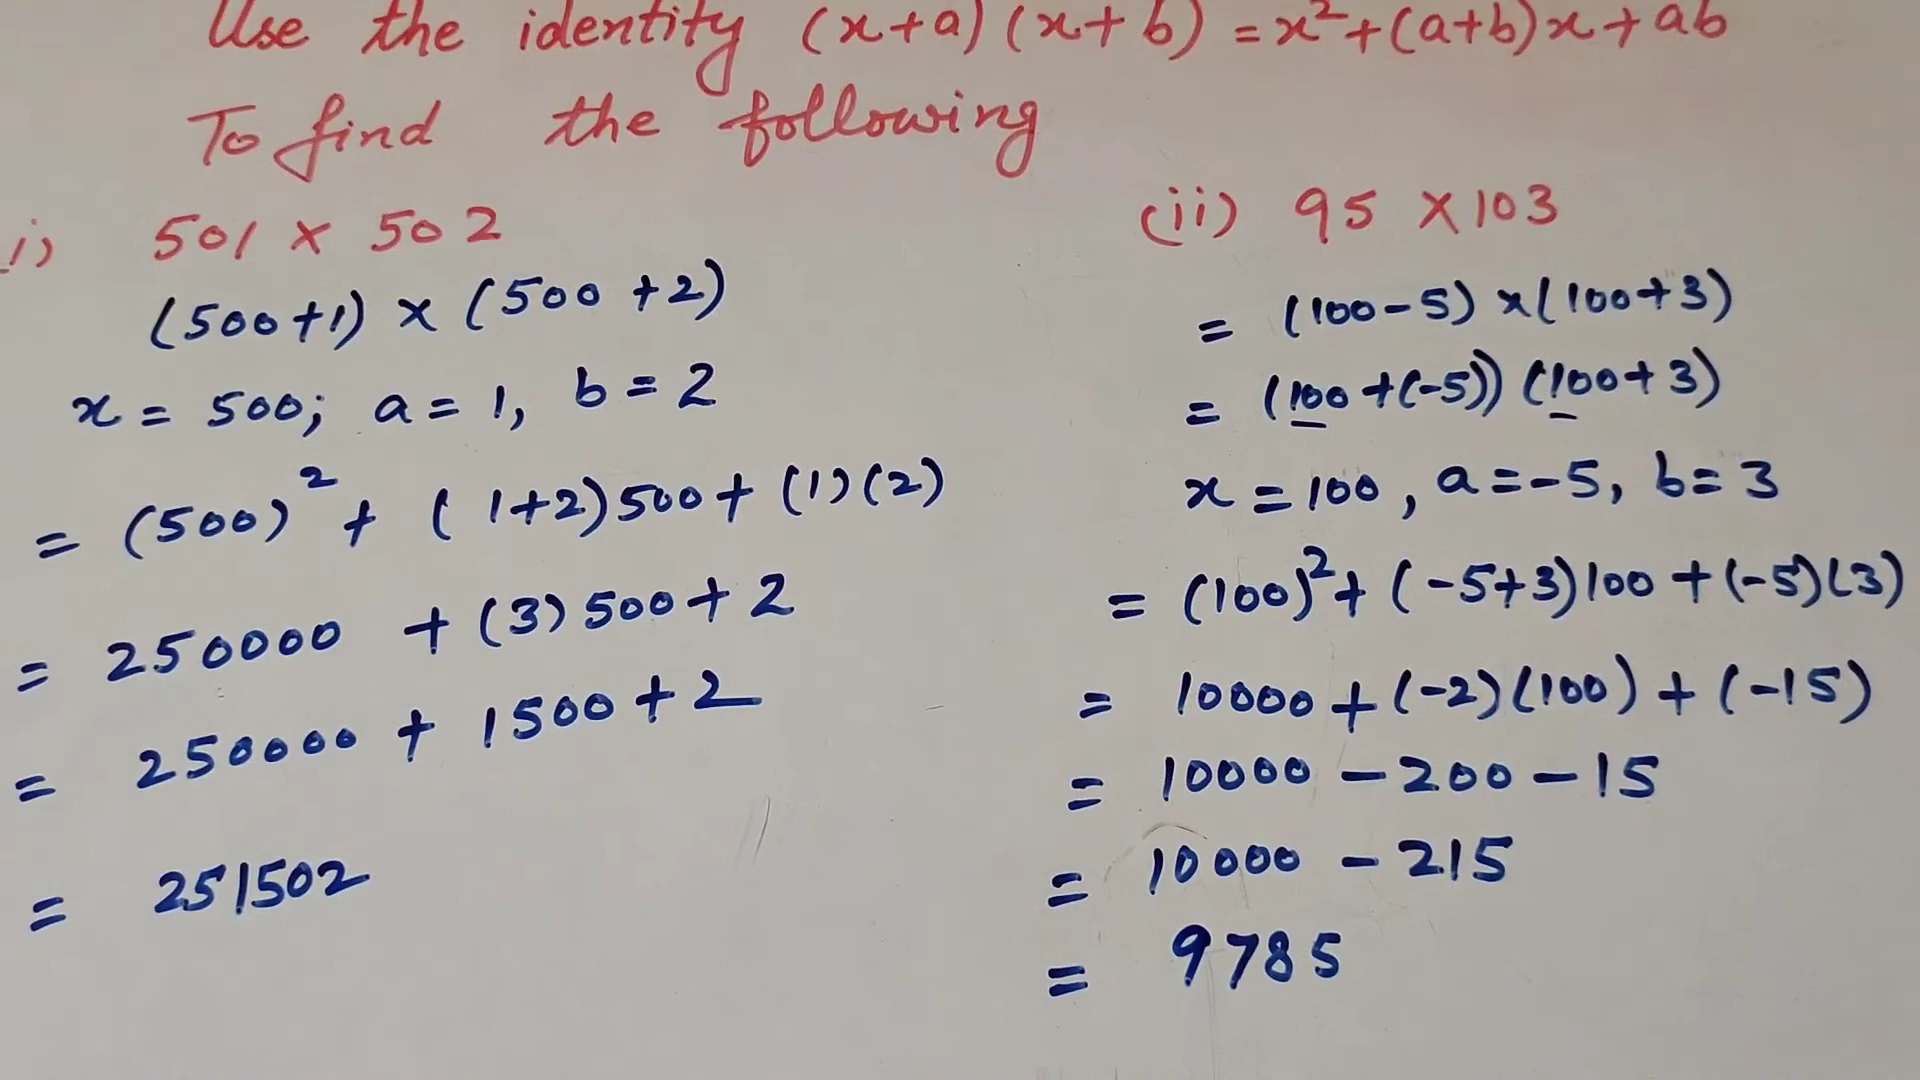 Use the identity (x+a)(x+b) = x²+(a+b)x+ab
To find the following
i) 501 × 502
(500+1) × (500+2)
x = 500; a = 1, b = 2
= (500)² + (1+2)500 + (1)(2)
= 250000 + (3)500+2
= 250000 + 1500+2
= 251502
(ii) 95 × 103
= (100-5) × (100+3)
= (100+(-5)) (100+3)
x = 100, a = -5, b = 3
= (100)² + (-5+3)100 + (-5)(3)
= 10000 + (-2)(100) + (-15)
= 10000 - 200 - 15
= 10000 - 215
= 9785